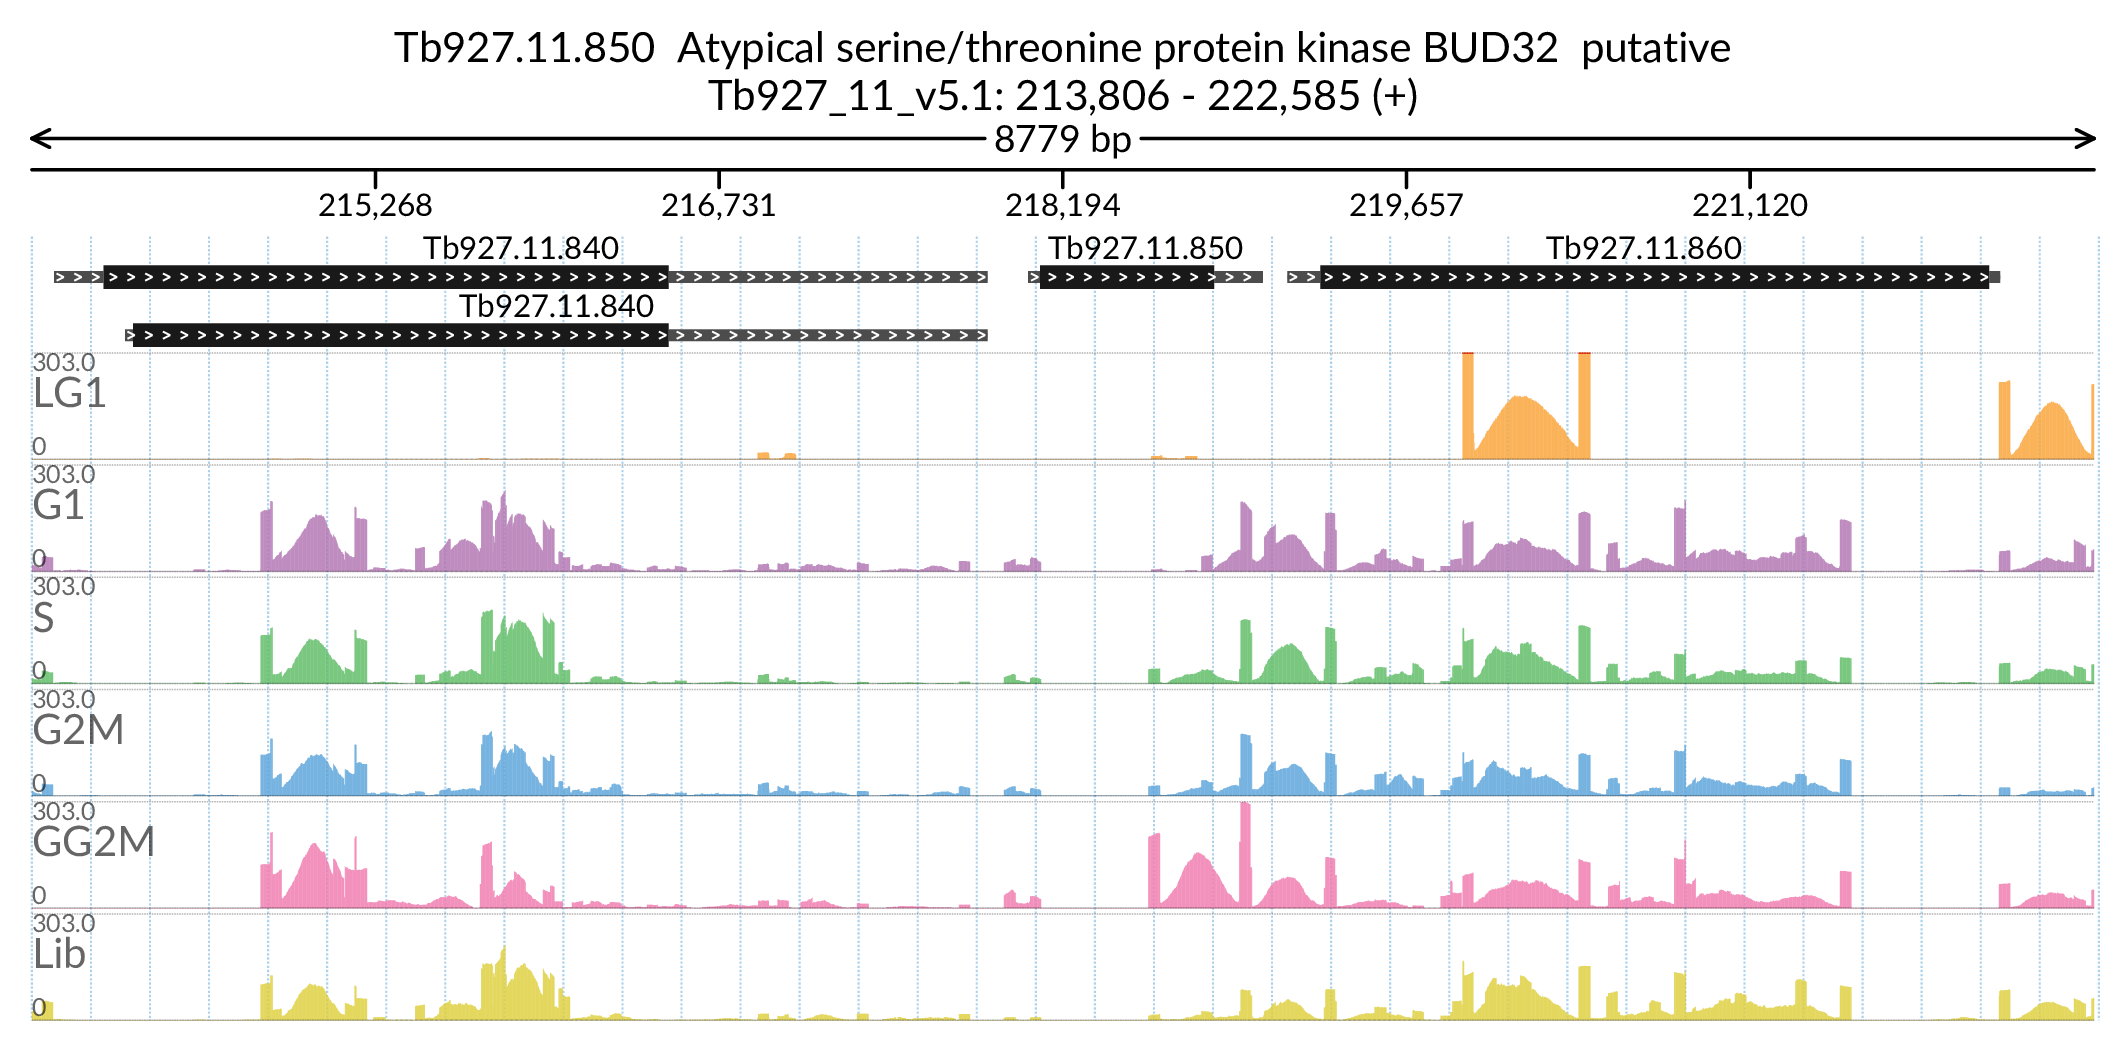 Tb927.11.850 Atypical serine/threonine protein kinase BUD32 putative
Tb927_11_v5.1: 213,806 - 222,585 (+)
8779 bp
215,268 216,731 218,194 219,657 221,120
Tb927.11.840 Tb927.11.850 Tb927.11.860
Tb927.11.840
303.0
LG1
0
303.0
G1
0
303.0
S
0
303.0
G2M
0
303.0
GG2M
0
303.0
Lib
0